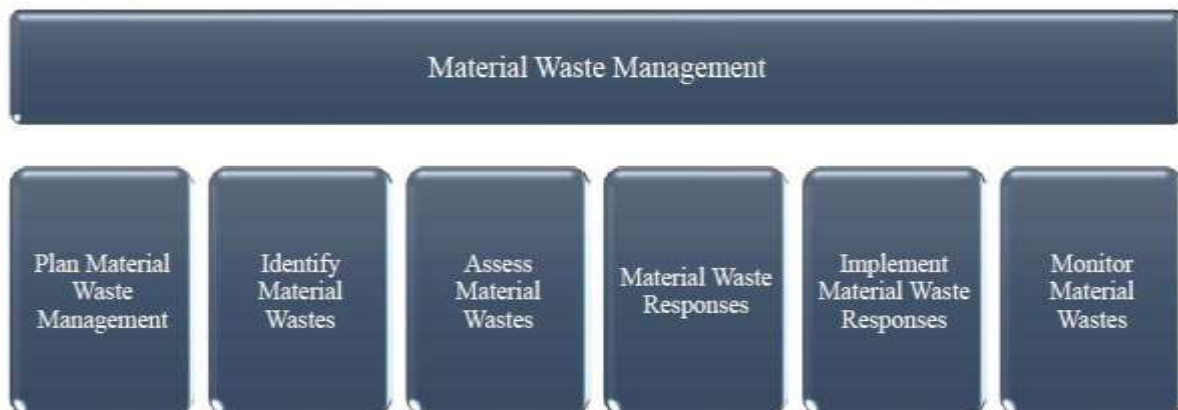 Material Waste Management
Plan Material
Waste
Management
Identify
Material
Wastes
Assess
Material
Wastes
Material Waste
Responses
Implement
Material Waste
Responses
Monitor
Material
Wastes